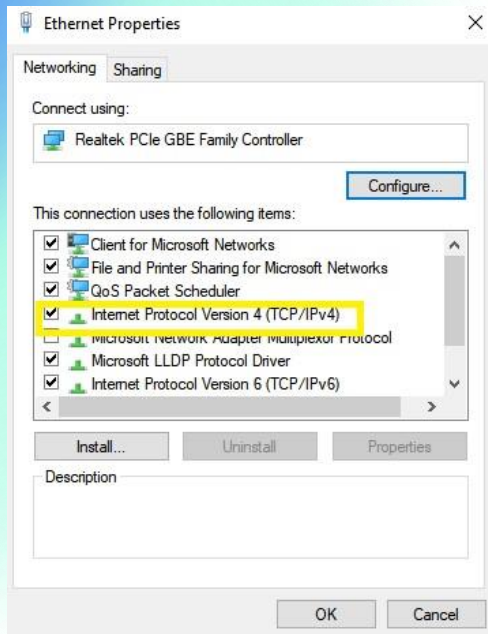 Ethernet Properties
Networking Sharing
Connect using:
Realtek PCIe GBE Family Controller
Configure...
This connection uses the following items:
Client for Microsoft Networks
File and Printer Sharing for Microsoft Networks
QoS Packet Scheduler
Internet Protocol Version 4 (TCP/IPv4)
Microsoft Network Adapter Multiplexor Protocol
Microsoft LLDP Protocol Driver
Internet Protocol Version 6 (TCP/IPv6)
Install... Uninstall Properties
Description
OK Cancel